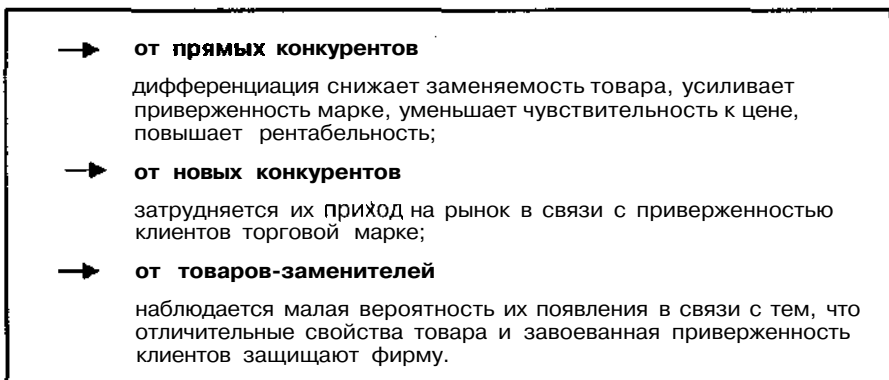 от прямых конкурентов
дифференциация снижает заменяемость товара, усиливает
приверженность марке, уменьшает чувствительность к цене,
повышает рентабельность;
от новых конкурентов
затрудняется их приход на рынок в связи с приверженностью
клиентов торговой марке;
от товаров-заменителей
наблюдается малая вероятность их появления в связи с тем, что
отличительные свойства товара и завоеванная приверженность
клиентов защищают фирму.